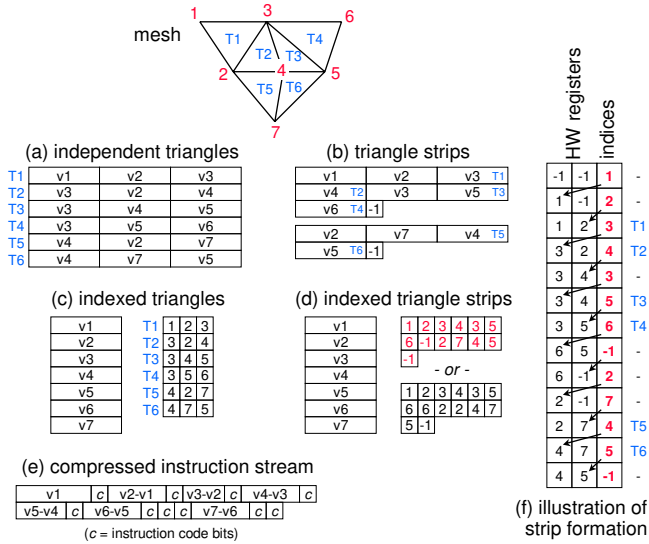 1 3 6
mesh
T1 T2 T3 T4
2 4 5
T5 T6
7
(a) independent triangles
T1 v1 v2 v3
T2 v3 v2 v4
T3 v3 v4 v5
T4 v3 v5 v6
T5 v4 v2 v7
T6 v4 v7 v5
(b) triangle strips
v1 v2 v3 T1
v4 T2 v3 v5 T3
v6 T4 -1
v2 v7 v4 T5
v5 T6 -1
(c) indexed triangles
v1
v2
v3
v4
v5
v6
v7
T1 1 2 3
T2 3 2 4
T3 3 4 5
T4 3 5 6
T5 4 2 7
T6 4 7 5
(d) indexed triangle strips
v1
v2
v3
v4
v5
v6
v7
1 2 3 4 3 5
6 -1 2 7 4 5
-1
- or -
1 2 3 4 3 5
6 6 2 2 4 7
5 -1
(e) compressed instruction stream
v1 c v2-v1 c v3-v2 c v4-v3 c
v5-v4 c v6-v5 c c c v7-v6 c c
(c = instruction code bits)
HW registers
indices
-1 -1 1 -
1 -1 2 -
1 2 3 T1
3 2 4 T2
3 4 3 -
3 4 5 T3
3 5 6 T4
6 5 -1 -
6 -1 2 -
2 -1 7 -
2 7 4 T5
4 7 5 T6
4 5 -1 -
(f) illustration of
strip formation